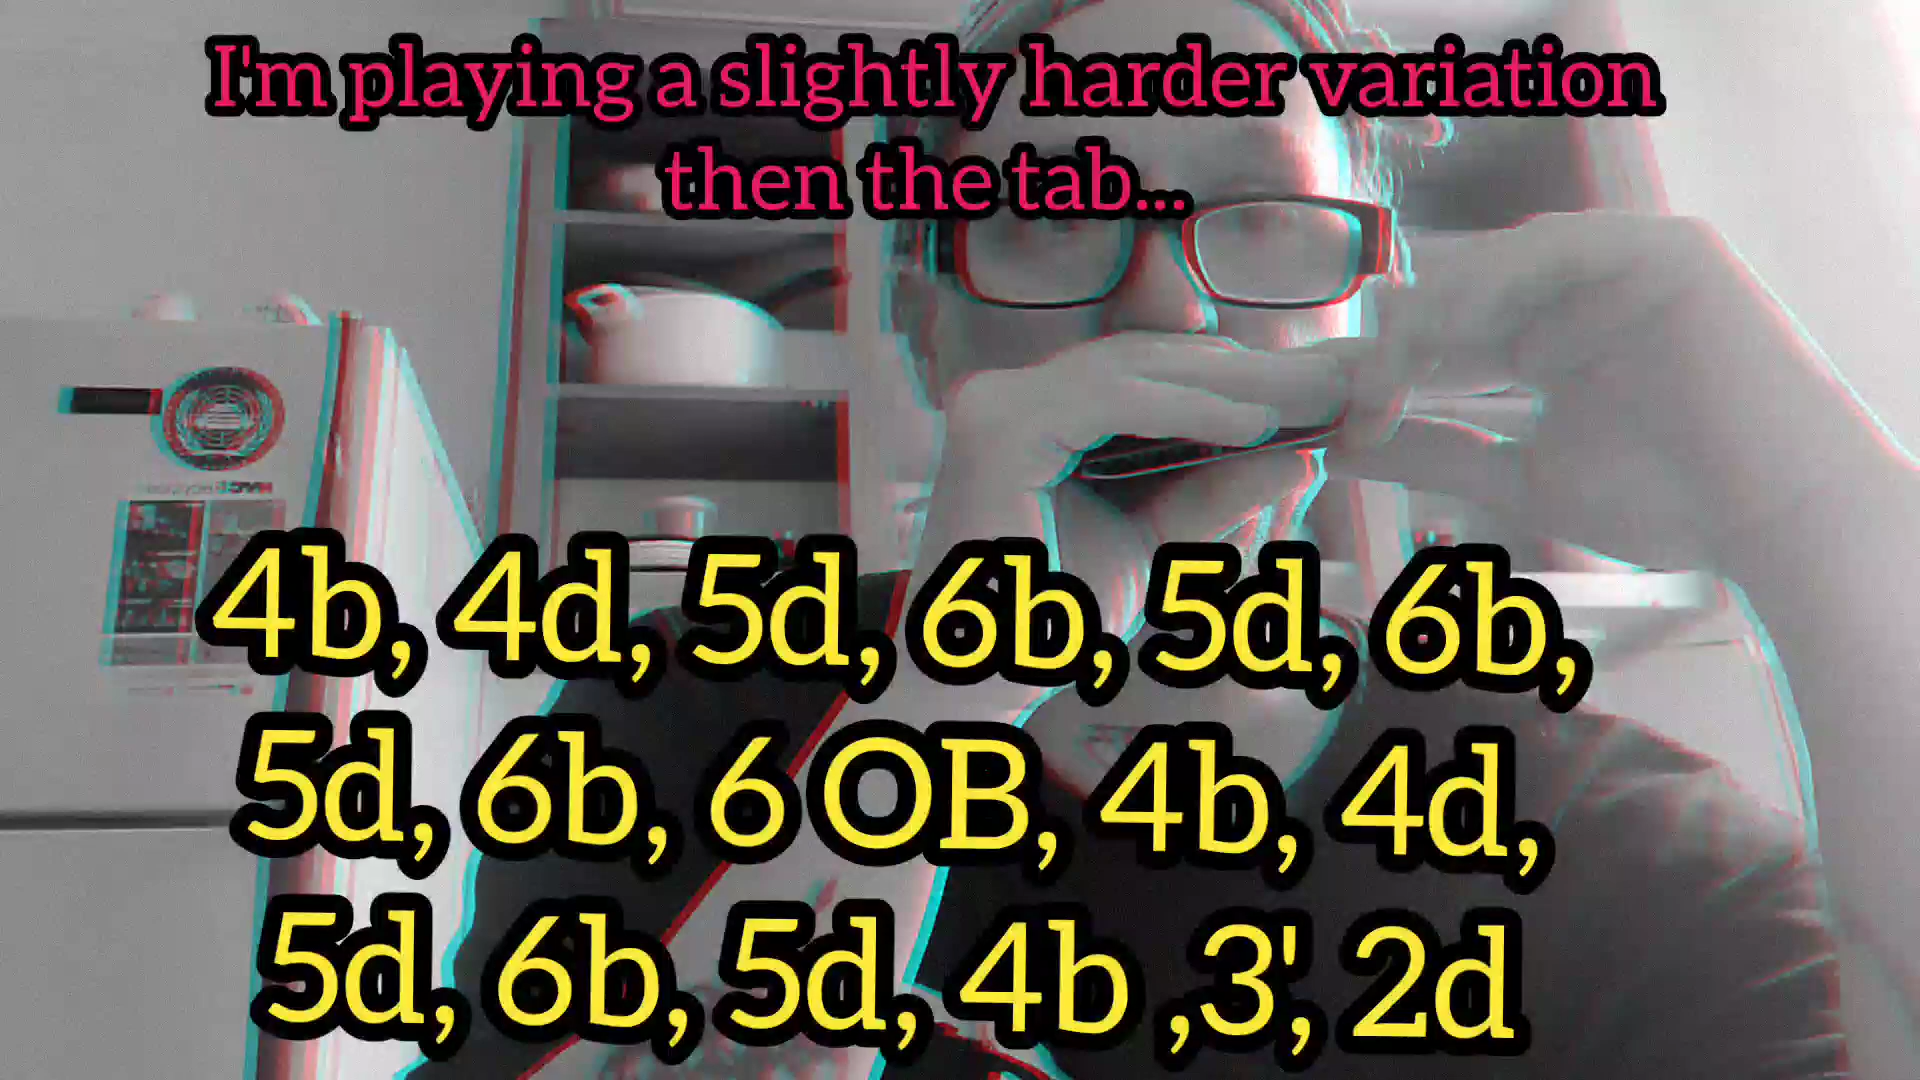 I'm playing a slightly harder variation
then the tab...
4b, 4d, 5d, 6b, 5d, 6b,
5d, 6b, 6 OB, 4b, 4d,
5d, 6b, 5d, 4b ,3', 2d